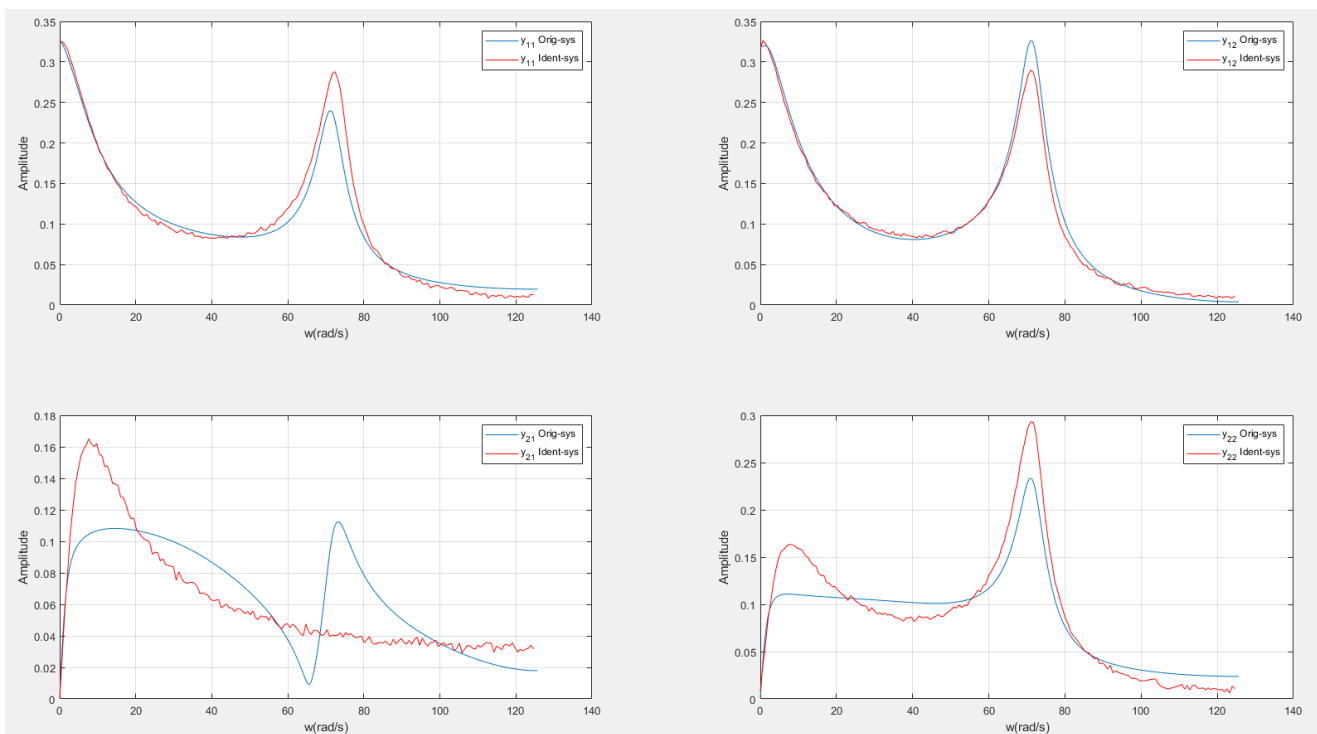 y11 Orig-sys
y11 Ident-sys
0.35
0.3
0.25
0.2
0.15
0.1
0.05
0
Amplitude
0 20 40 60 80 100 120 140
w(rad/s)
y12 Orig-sys
y12 Ident-sys
0.35
0.3
0.25
0.2
0.15
0.1
0.05
0
Amplitude
0 20 40 60 80 100 120 140
w(rad/s)
y21 Orig-sys
y21 Ident-sys
0.18
0.16
0.14
0.12
0.1
0.08
0.06
0.04
0.02
0
Amplitude
0 20 40 60 80 100 120 140
w(rad/s)
y22 Orig-sys
y22 Ident-sys
0.3
0.25
0.2
0.15
0.1
0.05
0
Amplitude
0 20 40 60 80 100 120 140
w(rad/s)